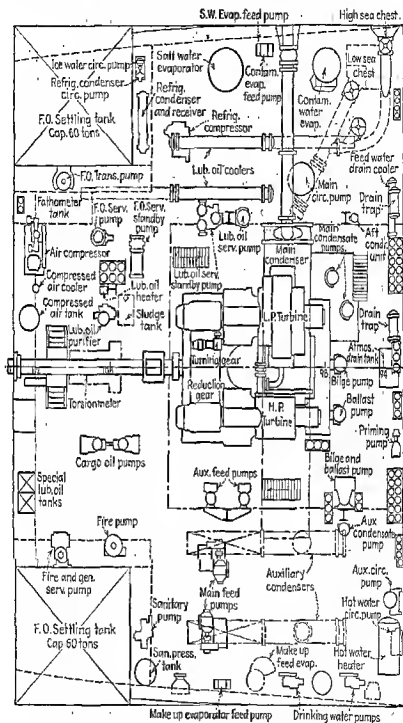 S.W. Evap. feed pump
High sea chest
Ice water circ. pump
Refrig. condenser
circ. pump
F.O. Settling tank
Cap. 60 tons
Salt water
evaporator
Refrig.
condenser
and receiver
Contam.
evap.
feed pump
Contam.
water
evap.
Low sea
chest
Refrig.
compressor
Feed water
drain cooler
F.O. Trans. pump
Lub. oil coolers
Main
circ. pump
Drain
trap
Fathometer
tank
F.O. Serv.
pump
F.O. Serv.
standby
pump
Lub. oil
serv. pump
Main
condenser
Main
condensate
pumps
Aft
cond.
unit
Air compressor
Compressed
air cooler
Lub. oil serv.
standby pump
Lub. oil
heater
Sludge
tank
Compressed
air tank
Lub. oil
purifier
L.P. Turbine
Drain
trap
Atmos.
drain tank
Turning gear
Reduction
gear
96
94
Bilge pump
Torsionmeter
H.P.
Turbine
Ballast
pump
Priming
pump
Cargo oil pumps
Special
lub. oil
tanks
Aux. feed pumps
Bilge and
ballast pump
Fire pump
Aux
condensate
pump
Fire and gen.
serv. pump
Main feed
pumps
Auxiliary
condensers
Aux. circ.
pump
Hot water
circ.
pump
F.O. Settling tank
Cap. 60 tons
Sanitary
pump
San. press.
tank
Make up
feed evap.
Hot water
heater
Make up evaporator feed pump
Drinking water pumps